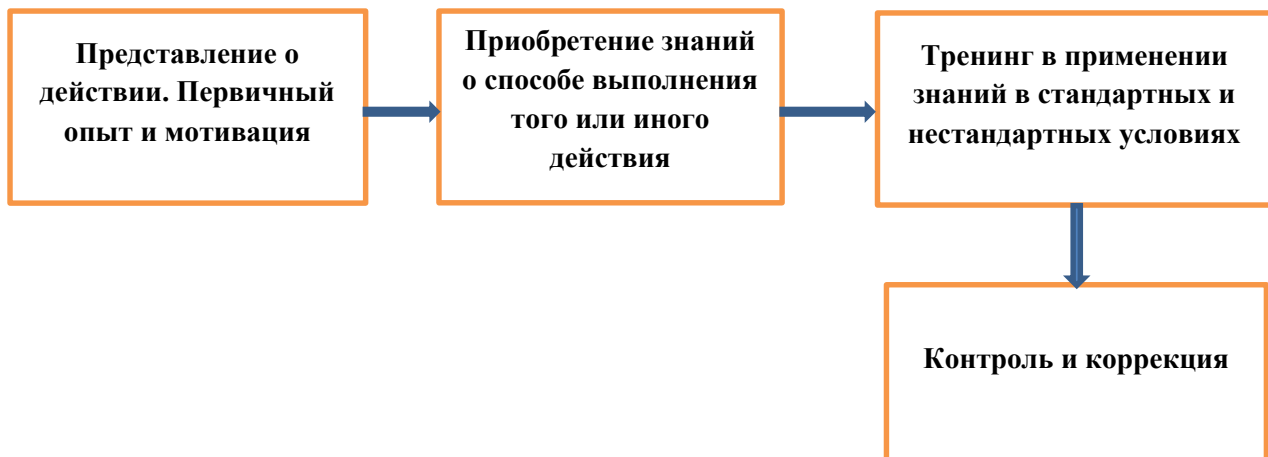 Представление о
действии. Первичный
опыт и мотивация
Приобретение знаний
о способе выполнения
того или иного
действия
Тренинг в применении
знаний в стандартных и
нестандартных условиях
Контроль и коррекция